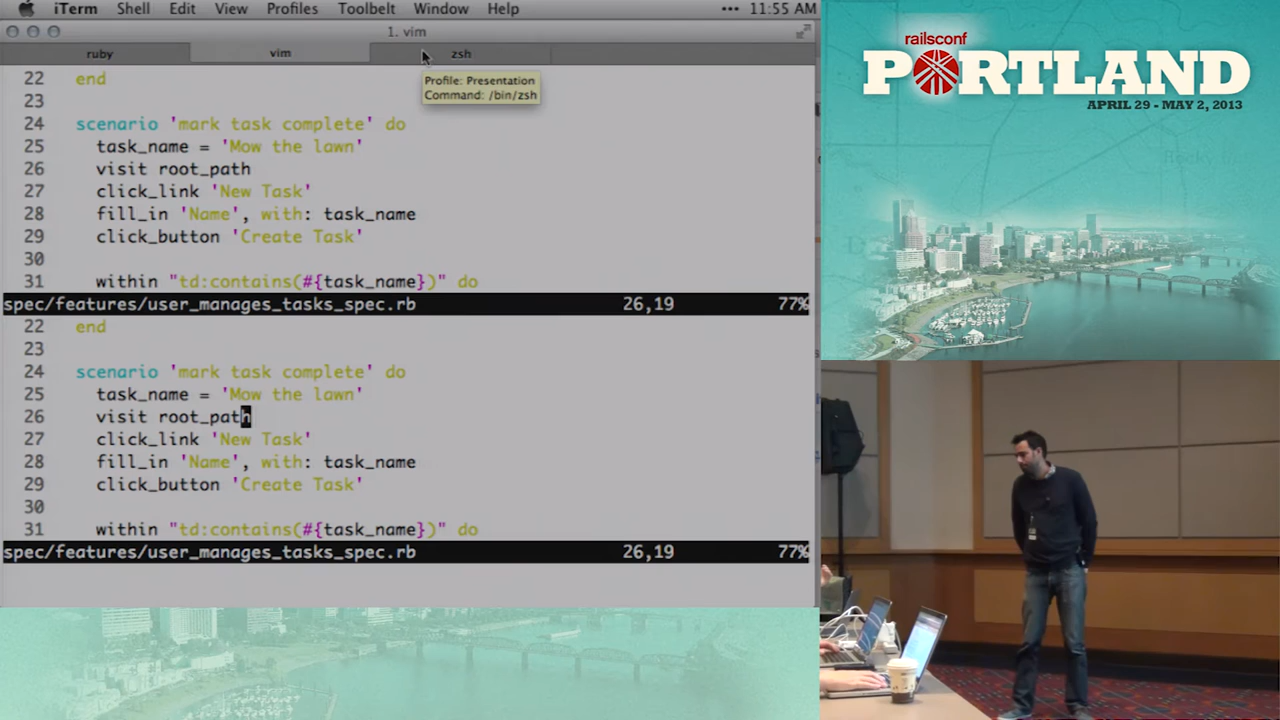 iTerm Shell Edit View Profiles Toolbelt Window Help ••• 11:55 AM
1. vim
ruby vim zsh
Profile: Presentation
Command: /bin/zsh
22 end
23
24 scenario 'mark task complete' do
25 task_name = 'Mow the lawn'
26 visit root_path
27 click_link 'New Task'
28 fill_in 'Name', with: task_name
29 click_button 'Create Task'
30
31 within "td:contains(#{task_name})" do
spec/features/user_manages_tasks_spec.rb 26,19 77%
22 end
23
24 scenario 'mark task complete' do
25 task_name = 'Mow the lawn'
26 visit root_path
27 click_link 'New Task'
28 fill_in 'Name', with: task_name
29 click_button 'Create Task'
30
31 within "td:contains(#{task_name})" do
spec/features/user_manages_tasks_spec.rb 26,19 77%
railsconf
PORTLAND
APRIL 29 - MAY 2, 2013